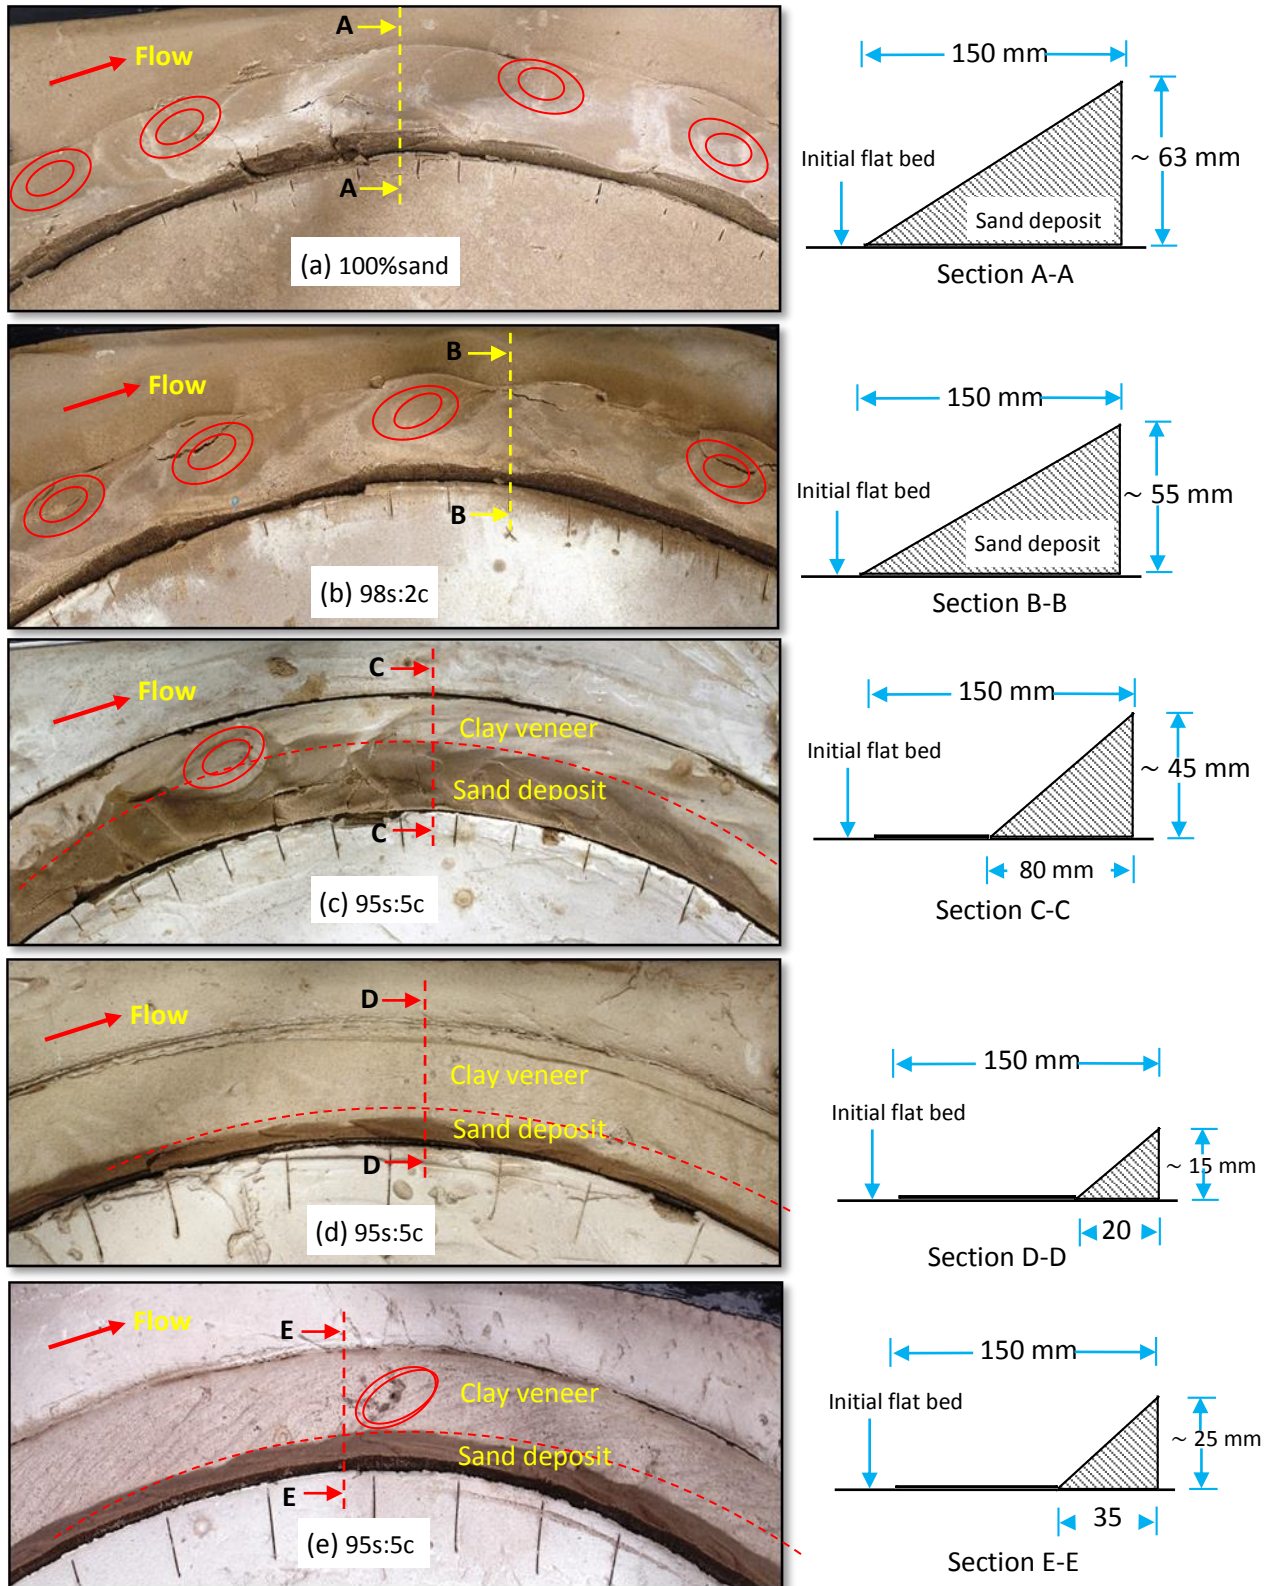 A
Flow
A
(a) 100%sand
150 mm
Initial flat bed
~ 63 mm
Sand deposit
Section A-A
B
Flow
B
(b) 98s:2c
150 mm
Initial flat bed
~ 55 mm
Sand deposit
Section B-B
C
Flow
Clay veneer
Sand deposit
C
(c) 95s:5c
150 mm
Initial flat bed
~ 45 mm
80 mm
Section C-C
D
Flow
Clay veneer
Sand deposit
D
(d) 95s:5c
150 mm
Initial flat bed
~ 15 mm
20
Section D-D
E
Flow
Clay veneer
Sand deposit
E
(e) 95s:5c
150 mm
Initial flat bed
~ 25 mm
35
Section E-E